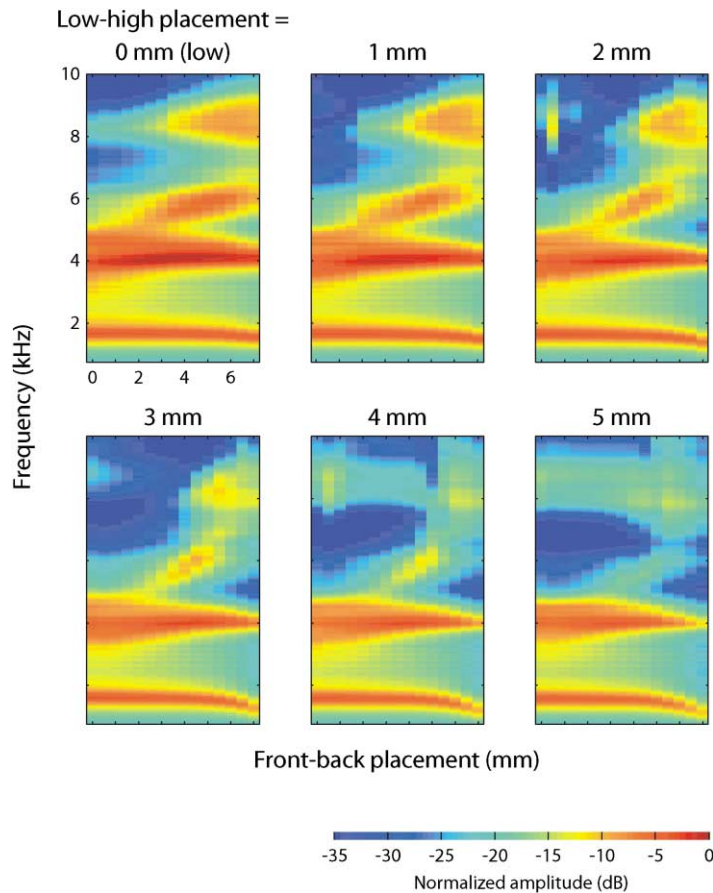 Low-high placement =
0 mm (low)
1 mm
2 mm
10
8
6
4
2
0 2 4 6
Frequency (kHz)
3 mm
4 mm
5 mm
Front-back placement (mm)
-35 -30 -25 -20 -15 -10 -5 0
Normalized amplitude (dB)